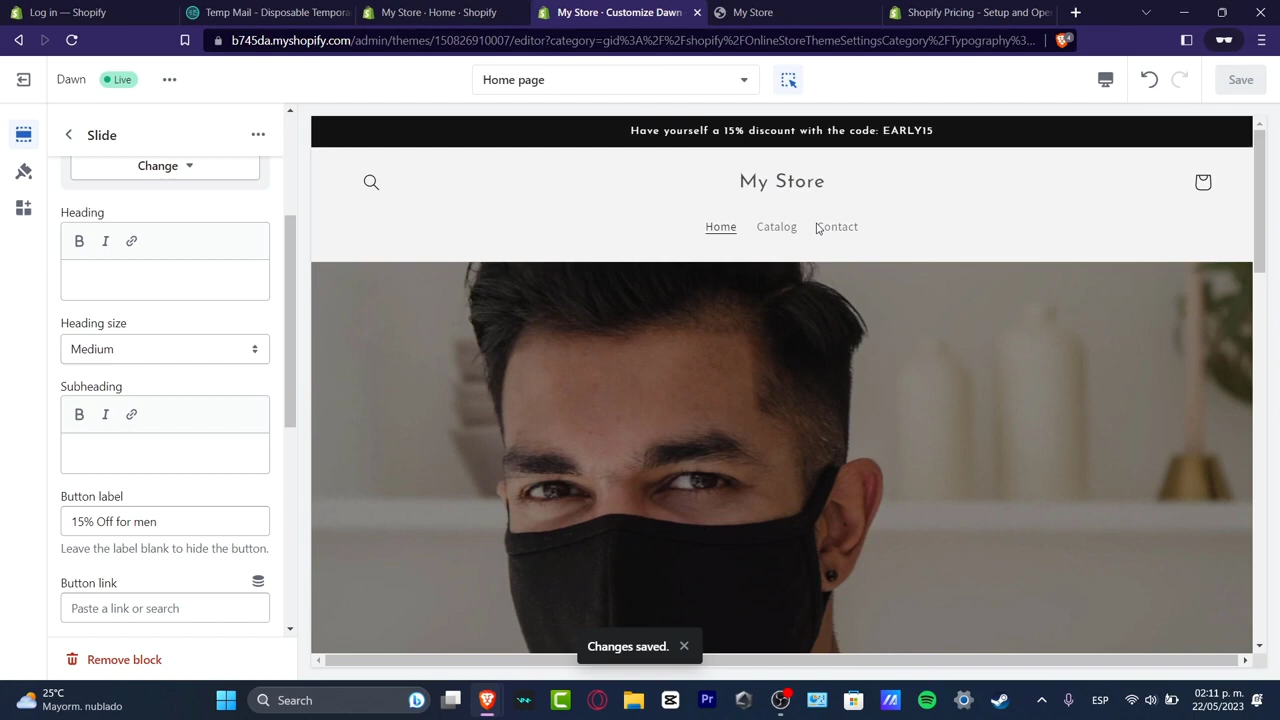 Log in — Shopify
Temp Mail - Disposable Tempora
My Store · Home · Shopify
My Store · Customize Dawn
My Store
Shopify Pricing - Setup and Oper
b745da.myshopify.com/admin/themes/150826910007/editor?category=gid%3A%2F%2Fshopify%2FOnlineStoreThemeSettingsCategory%2FTypography%3...
4
Dawn
Live
Home page
Save
Slide
Change
Have yourself a 15% discount with the code: EARLY15
My Store
Home
Catalog
Contact
Heading
B I
Heading size
Medium
Subheading
B I
Button label
15% Off for men
Leave the label blank to hide the button.
Button link
Paste a link or search
Remove block
Changes saved.
25°C
Mayorm. nublado
Search
Pr
ESP
02:11 p. m.
22/05/2023